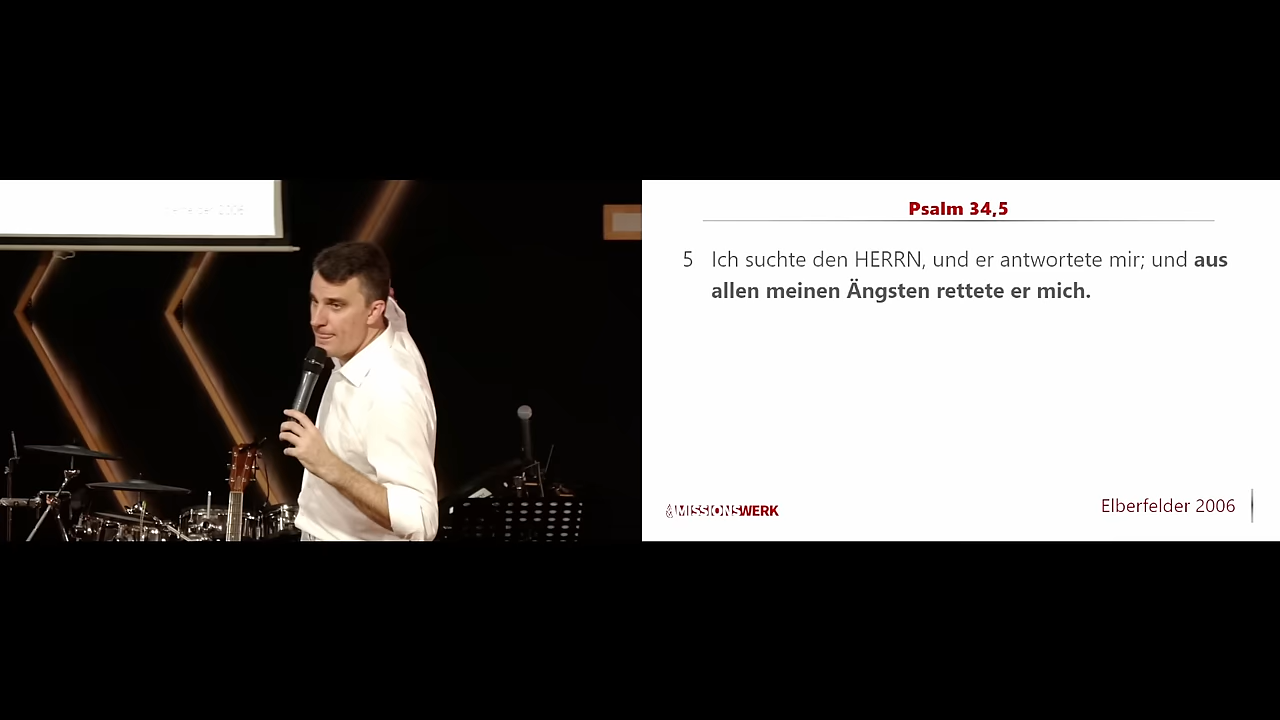 Psalm 34,5
5 Ich suchte den HERRN, und er antwortete mir; und aus
allen meinen Ängsten rettete er mich.
MISSIONSWERK
Elberfelder 2006